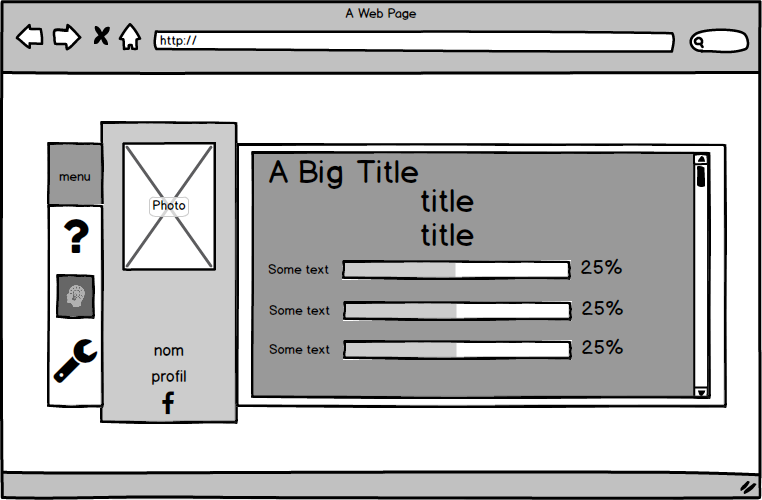 A Web Page
http://
menu
?
Photo
nom
profil
f
A Big Title
title
title
Some text 25%
Some text 25%
Some text 25%